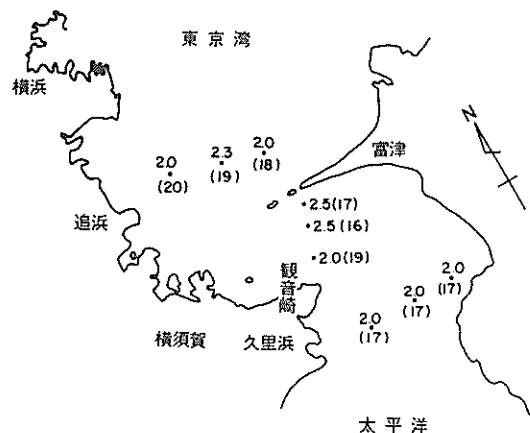 東京湾
横浜
N
富津
2.0
(20)
2.3
(19)
2.0
(18)
2.5(17)
2.5(16)
追浜
2.0(19)
観音崎
2.0
(17)
2.0
(17)
2.0
(17)
横須賀
久里浜
太平洋